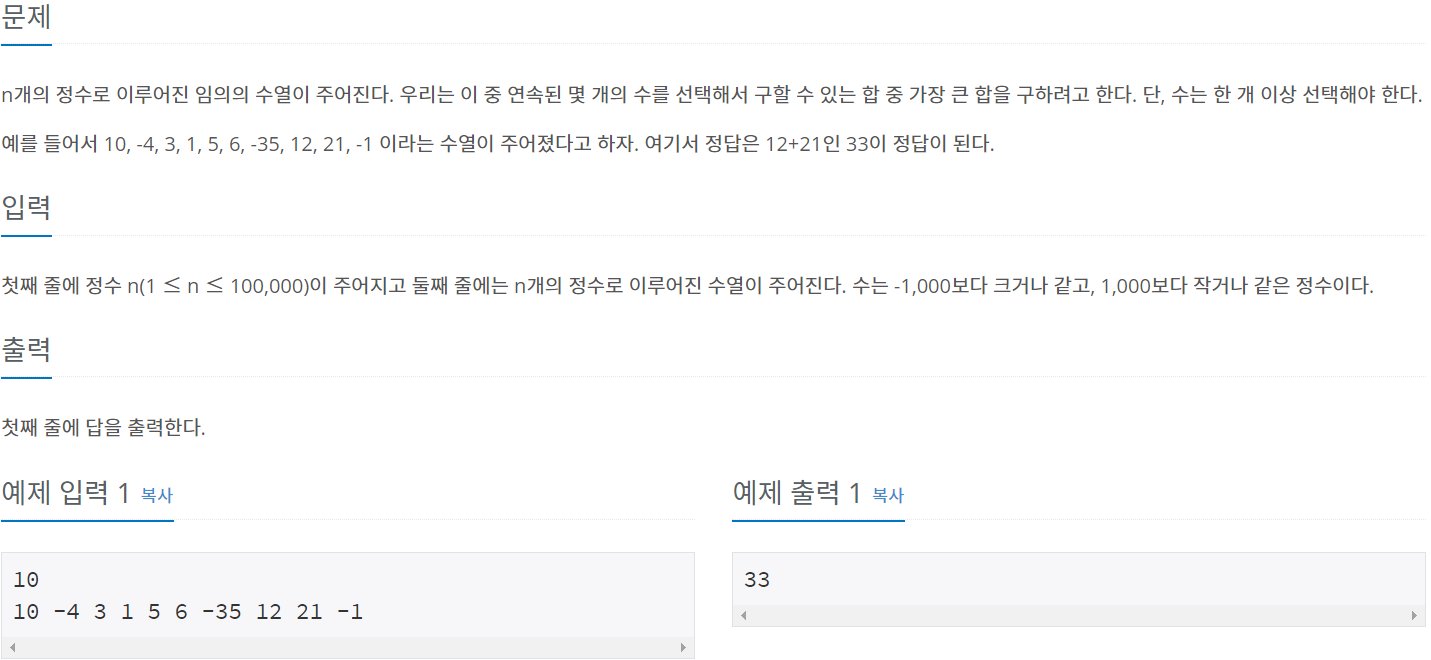 문제
n개의 정수로 이루어진 임의의 수열이 주어진다. 우리는 이 중 연속된 몇 개의 수를 선택해서 구할 수 있는 합 중 가장 큰 합을 구하려고 한다. 단, 수는 한 개 이상 선택해야 한다.
예를 들어서 10, -4, 3, 1, 5, 6, -35, 12, 21, -1 이라는 수열이 주어졌다고 하자. 여기서 정답은 12+21인 33이 정답이 된다.
입력
첫째 줄에 정수 n(1 ≤ n ≤ 100,000)이 주어지고 둘째 줄에는 n개의 정수로 이루어진 수열이 주어진다. 수는 -1,000보다 크거나 같고, 1,000보다 작거나 같은 정수이다.
출력
첫째 줄에 답을 출력한다.
예제 입력 1 복사
10
10 -4 3 1 5 6 -35 12 21 -1
예제 출력 1 복사
33